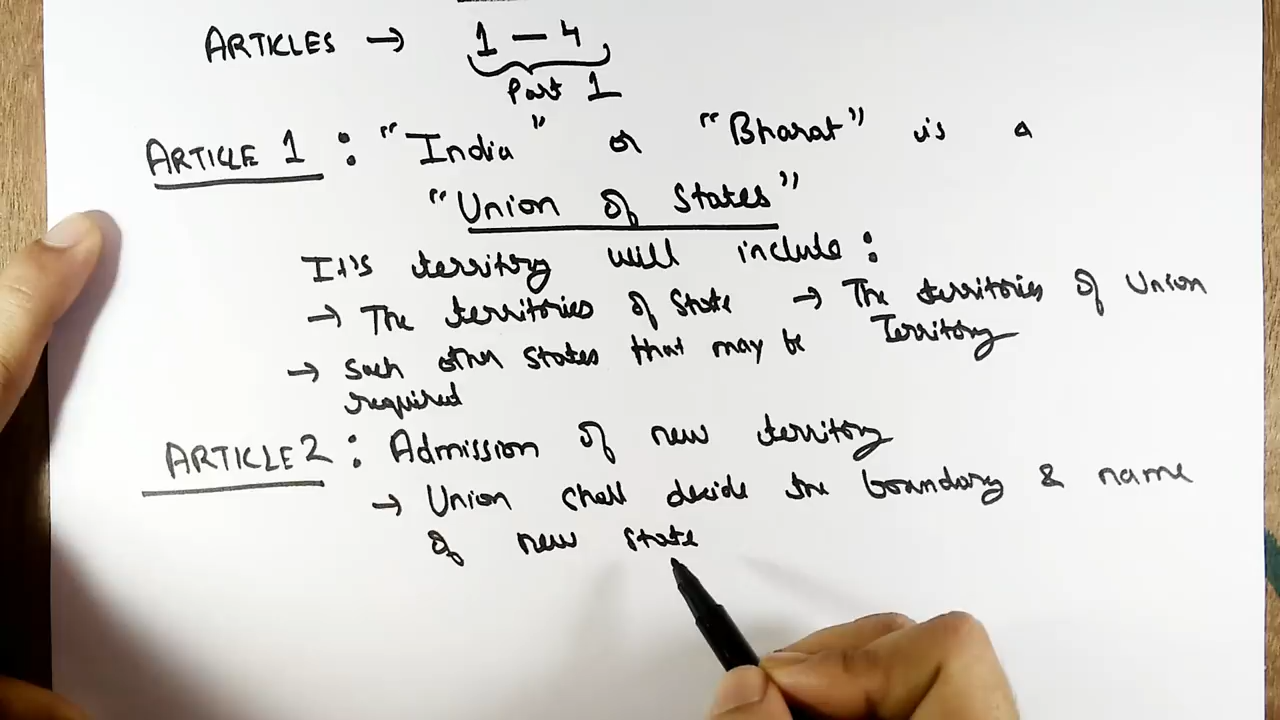 ARTICLES → 1 — 4
Part 1
ARTICLE 1 : "India" or "Bharat" is a
"Union of States"
It's territory will include :
→ The territories of State → The territories of Union
Territory
→ Such other states that may be
required
ARTICLE 2 : Admission of new territory
→ Union shall decide the boundary & name
of new state